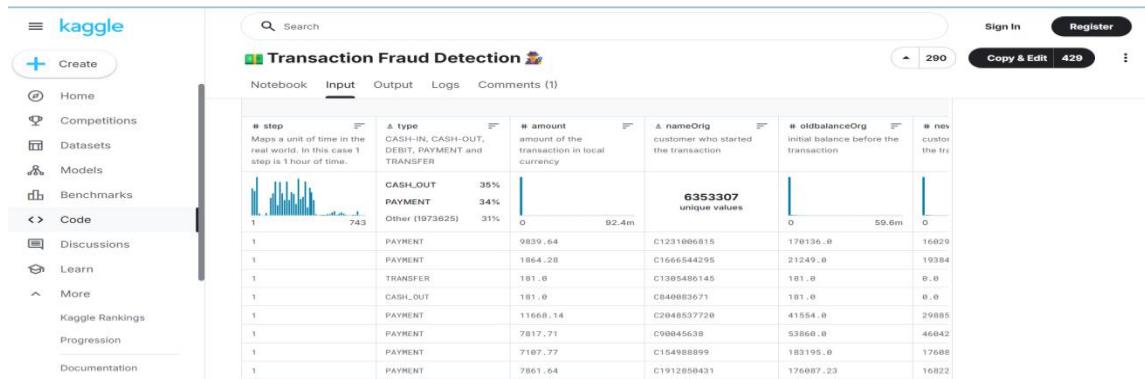 kaggle
Search
Sign In
Register
Transaction Fraud Detection
290
Copy & Edit 429
Create
Home
Competitions
Datasets
Models
Benchmarks
<> Code
Discussions
Learn
More
Kaggle Rankings
Progression
Documentation
Notebook Input Output Logs Comments (1)
# step
Maps a unit of time in the
real world. In this case 1
step is 1 hour of time.
1 743
A type
CASH-IN, CASH-OUT,
DEBIT, PAYMENT and
TRANSFER
CASH_OUT 35%
PAYMENT 34%
Other (1973625) 31%
# amount
amount of the
transaction in local
currency
0 92.4m
A nameOrig
customer who started
the transaction
6353307
unique values
# oldbalanceOrg
initial balance before the
transaction
0 59.6m
# nev
custor
the tra
0
1 PAYMENT 9839.64 C1231006815 170136.0 16029
1 PAYMENT 1864.28 C1666544295 21249.0 19384
1 TRANSFER 181.0 C1305486145 181.0 0.0
1 CASH_OUT 181.0 C840083671 181.0 0.0
1 PAYMENT 11668.14 C2048537720 41554.0 29885
1 PAYMENT 7817.71 C90045638 53860.0 46042
1 PAYMENT 7107.77 C154988899 183195.0 17608
1 PAYMENT 7861.64 C1912850431 176087.23 16822